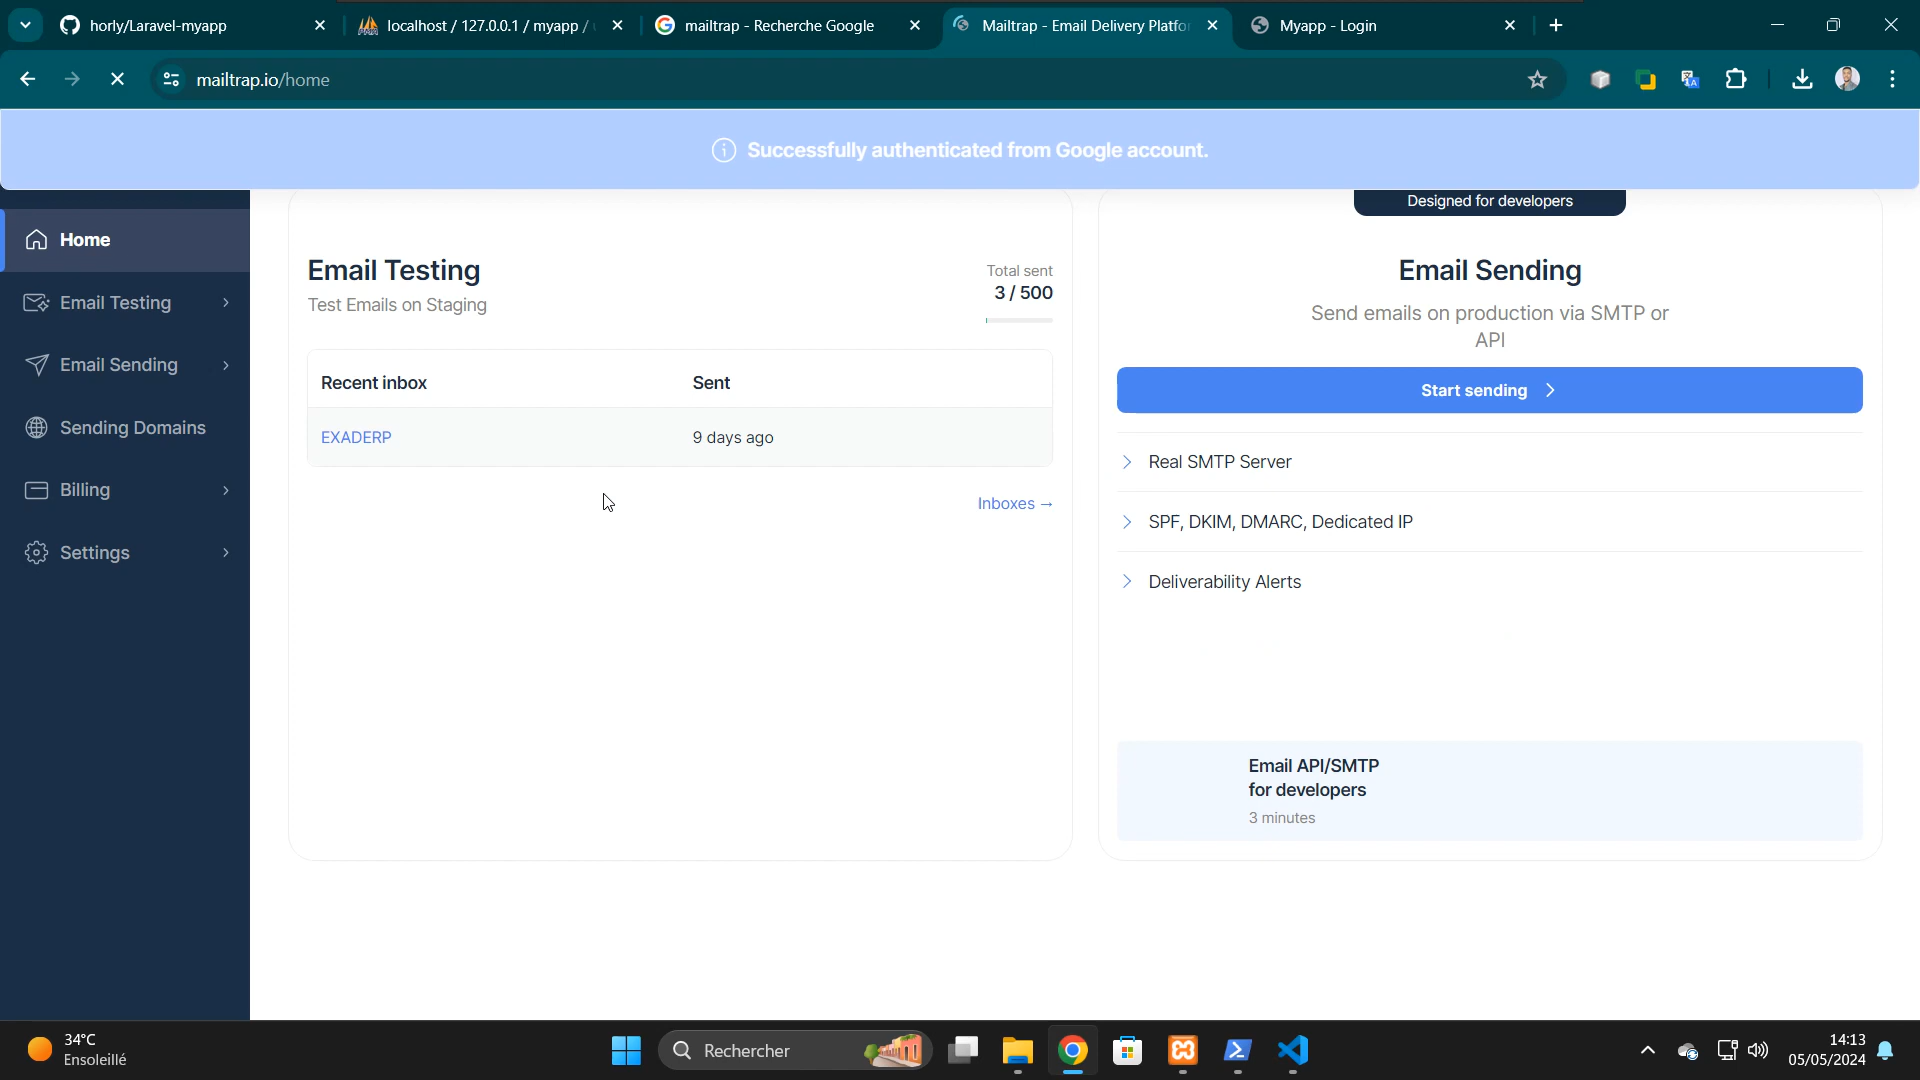 horly/Laravel-myapp
localhost / 127.0.0.1 / myapp /
mailtrap - Recherche Google
Mailtrap - Email Delivery Platfor
Myapp - Login
mailtrap.io/home
Successfully authenticated from Google account.
Home
Email Testing
Email Sending
Sending Domains
Billing
Settings
Email Testing
Test Emails on Staging
Total sent
3 / 500
Recent inbox
Sent
EXADERP
9 days ago
Inboxes →
Designed for developers
Email Sending
Send emails on production via SMTP or
API
Start sending
Real SMTP Server
SPF, DKIM, DMARC, Dedicated IP
Deliverability Alerts
Email API/SMTP
for developers
3 minutes
34°C
Ensoleillé
Rechercher
14:13
05/05/2024